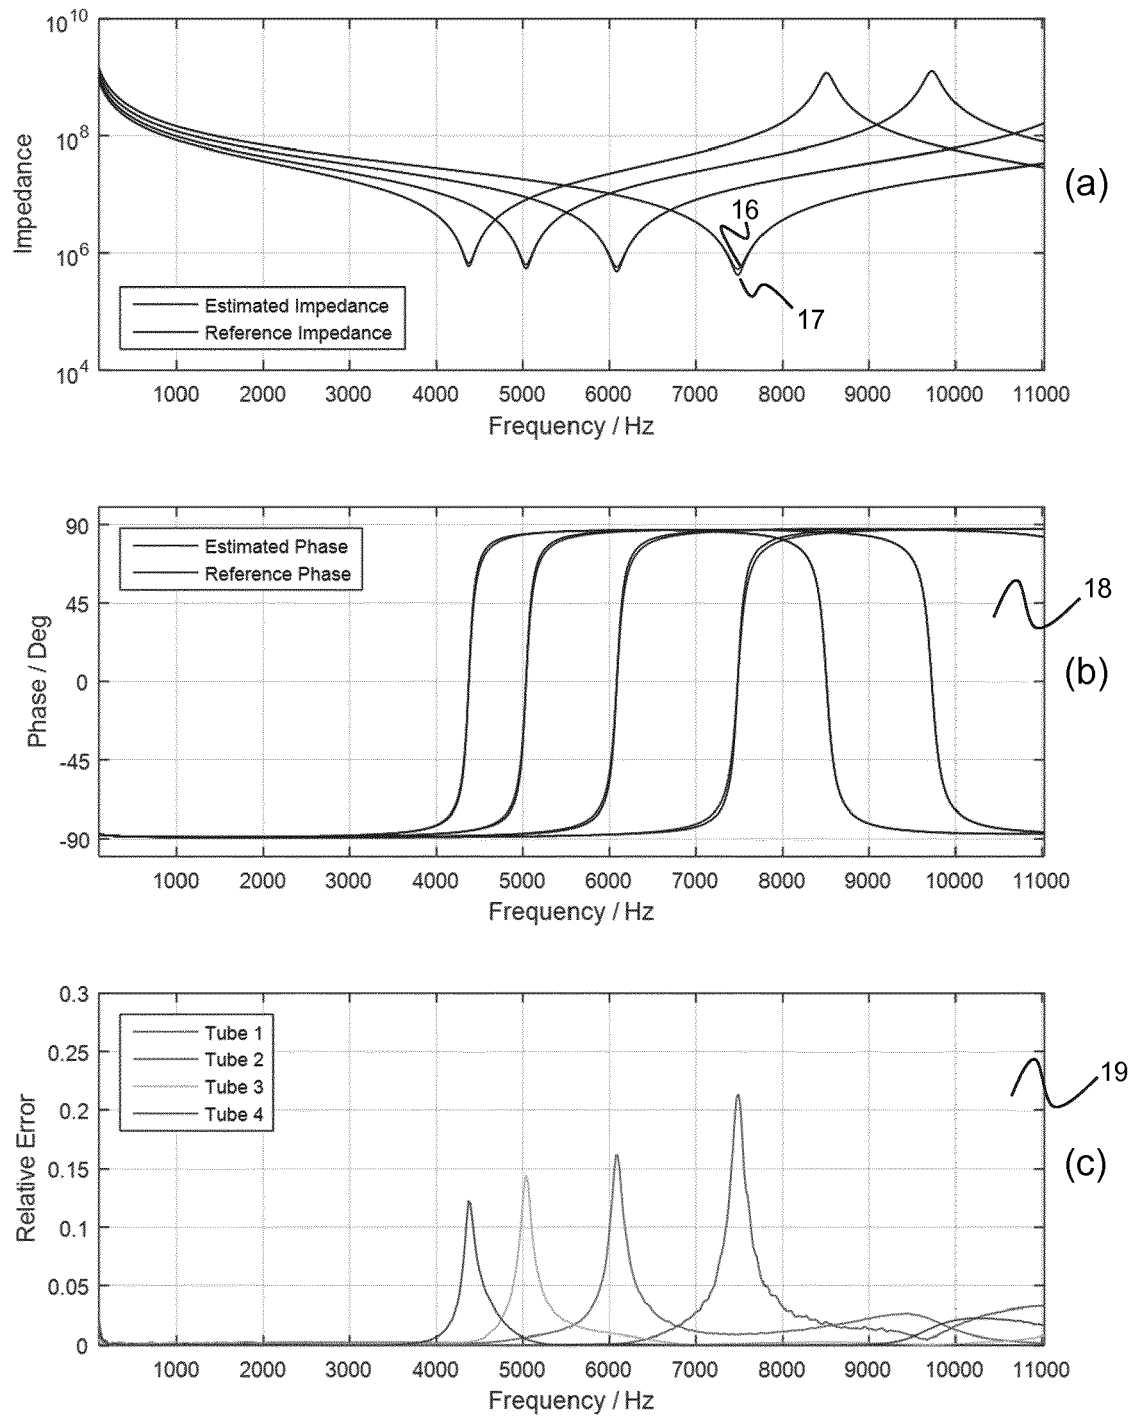 10^10
10^8
10^6
10^4
Impedance
16
17
(a)
Estimated Impedance
Reference Impedance
1000 2000 3000 4000 5000 6000 7000 8000 9000 10000 11000
Frequency / Hz
90
45
0
-45
-90
Phase / Deg
Estimated Phase
Reference Phase
18
(b)
1000 2000 3000 4000 5000 6000 7000 8000 9000 10000 11000
Frequency / Hz
0.3
0.25
0.2
0.15
0.1
0.05
0
Relative Error
Tube 1
Tube 2
Tube 3
Tube 4
19
(c)
1000 2000 3000 4000 5000 6000 7000 8000 9000 10000 11000
Frequency / Hz